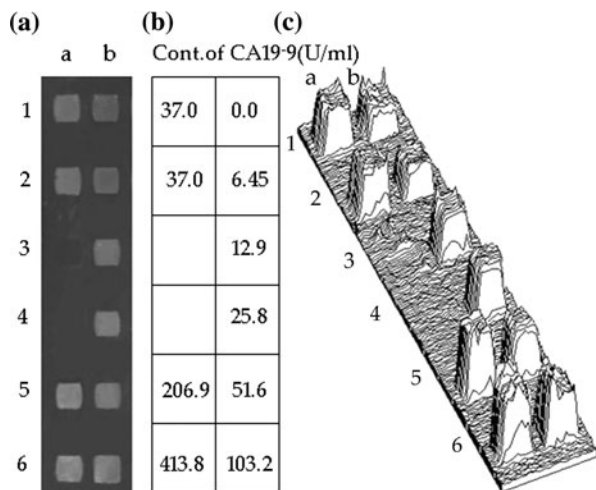 (a) (b) (c)
a b Cont.of CA19-9(U/ml)
a b
1 37.0 0.0 1
2 37.0 6.45 2
3 12.9 3
4 25.8 4
5 206.9 51.6 5
6 413.8 103.2 6